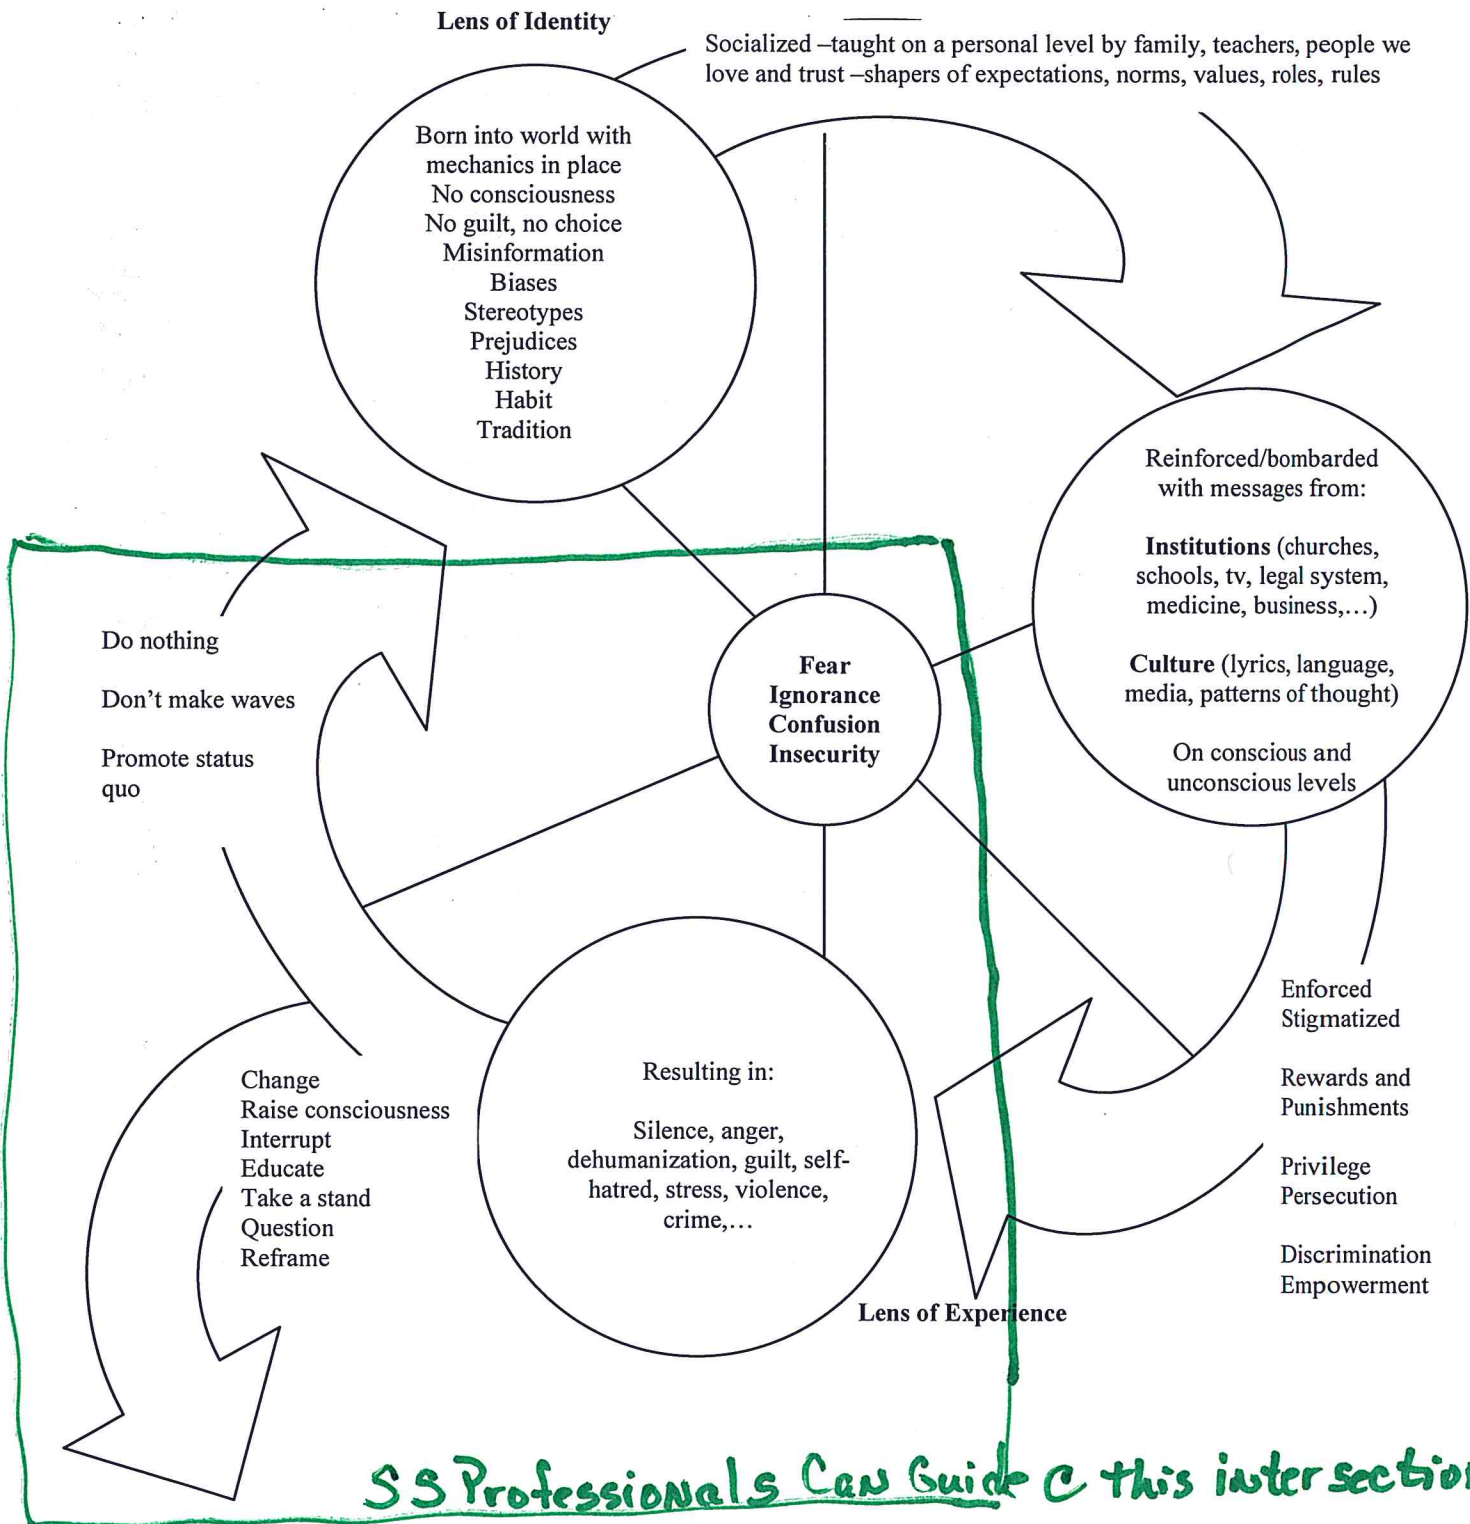 Lens of Identity
Socialized –taught on a personal level by family, teachers, people we
love and trust –shapers of expectations, norms, values, roles, rules
Born into world with
mechanics in place
No consciousness
No guilt, no choice
Misinformation
Biases
Stereotypes
Prejudices
History
Habit
Tradition
Reinforced/bombarded
with messages from:
Institutions (churches,
schools, tv, legal system,
medicine, business,…)
Culture (lyrics, language,
media, patterns of thought)
On conscious and
unconscious levels
Fear
Ignorance
Confusion
Insecurity
Enforced
Stigmatized
Rewards and
Punishments
Privilege
Persecution
Discrimination
Empowerment
Resulting in:
Silence, anger,
dehumanization, guilt, self-
hatred, stress, violence,
crime,…
Lens of Experience
Do nothing
Don't make waves
Promote status
quo
Change
Raise consciousness
Interrupt
Educate
Take a stand
Question
Reframe
SS Professionals Can Guide @ this intersection